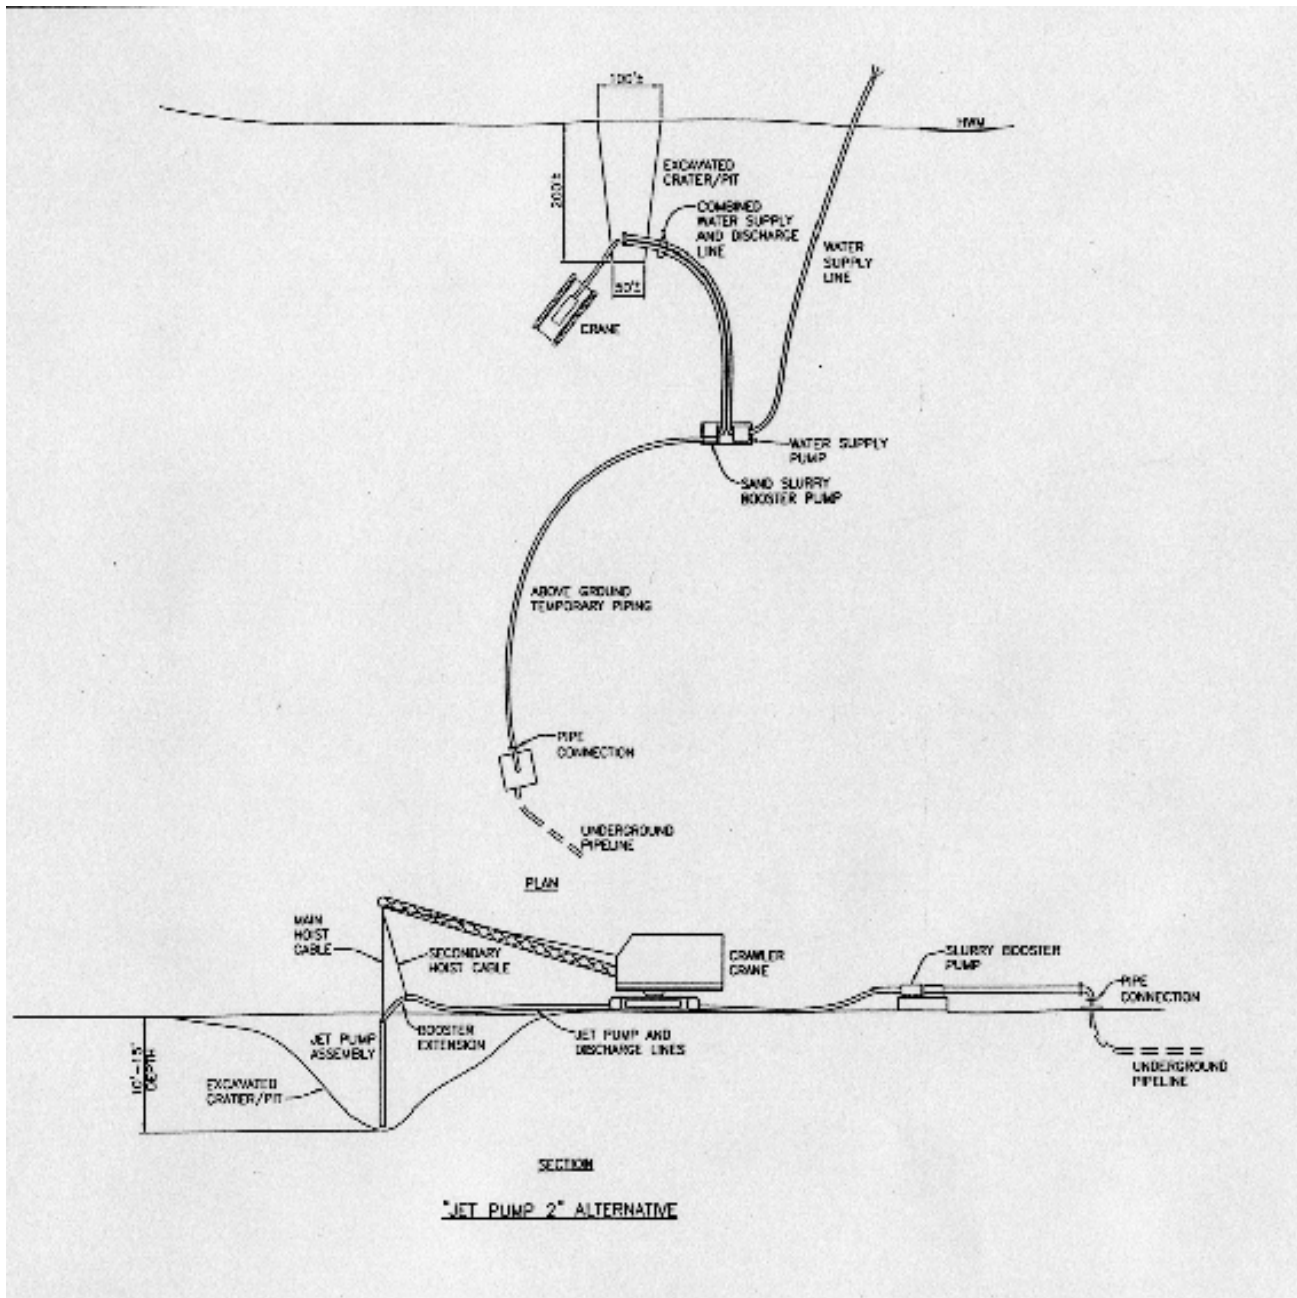 100'±
HWM
200'±
EXCAVATED
CRATER/PIT
COMBINED
WATER SUPPLY
AND DISCHARGE
LINE
WATER
SUPPLY
LINE
50'±
CRANE
WATER SUPPLY
PUMP
SAND SLURRY
BOOSTER PUMP
ABOVE GROUND
TEMPORARY PIPING
PIPE
CONNECTION
UNDERGROUND
PIPELINE
PLAN
MAIN
HOIST
CABLE
SECONDARY
HOIST CABLE
CRAWLER
CRANE
SLURRY BOOSTER
PUMP
PIPE
CONNECTION
JET PUMP
ASSEMBLY
BOOSTER
EXTENSION
JET PUMP AND
DISCHARGE LINES
10'-15'
DEPTH
EXCAVATED
CRATER/PIT
UNDERGROUND
PIPELINE
SECTION
"JET PUMP 2" ALTERNATIVE